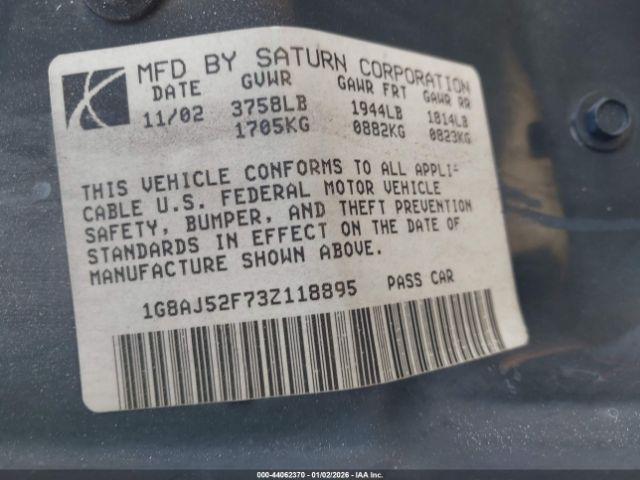 MFD BY SATURN CORPORATION
DATE GVWR GAWR FRT GAWR RR
11/02 3758LB 1944LB 1814LB
1705KG 0882KG 0823KG
THIS VEHICLE CONFORMS TO ALL APPLI-
CABLE U.S. FEDERAL MOTOR VEHICLE
SAFETY, BUMPER, AND THEFT PREVENTION
STANDARDS IN EFFECT ON THE DATE OF
MANUFACTURE SHOWN ABOVE.
1G8AJ52F73Z118895 PASS CAR
000-44062370 - 01/02/2026 - IAA Inc.